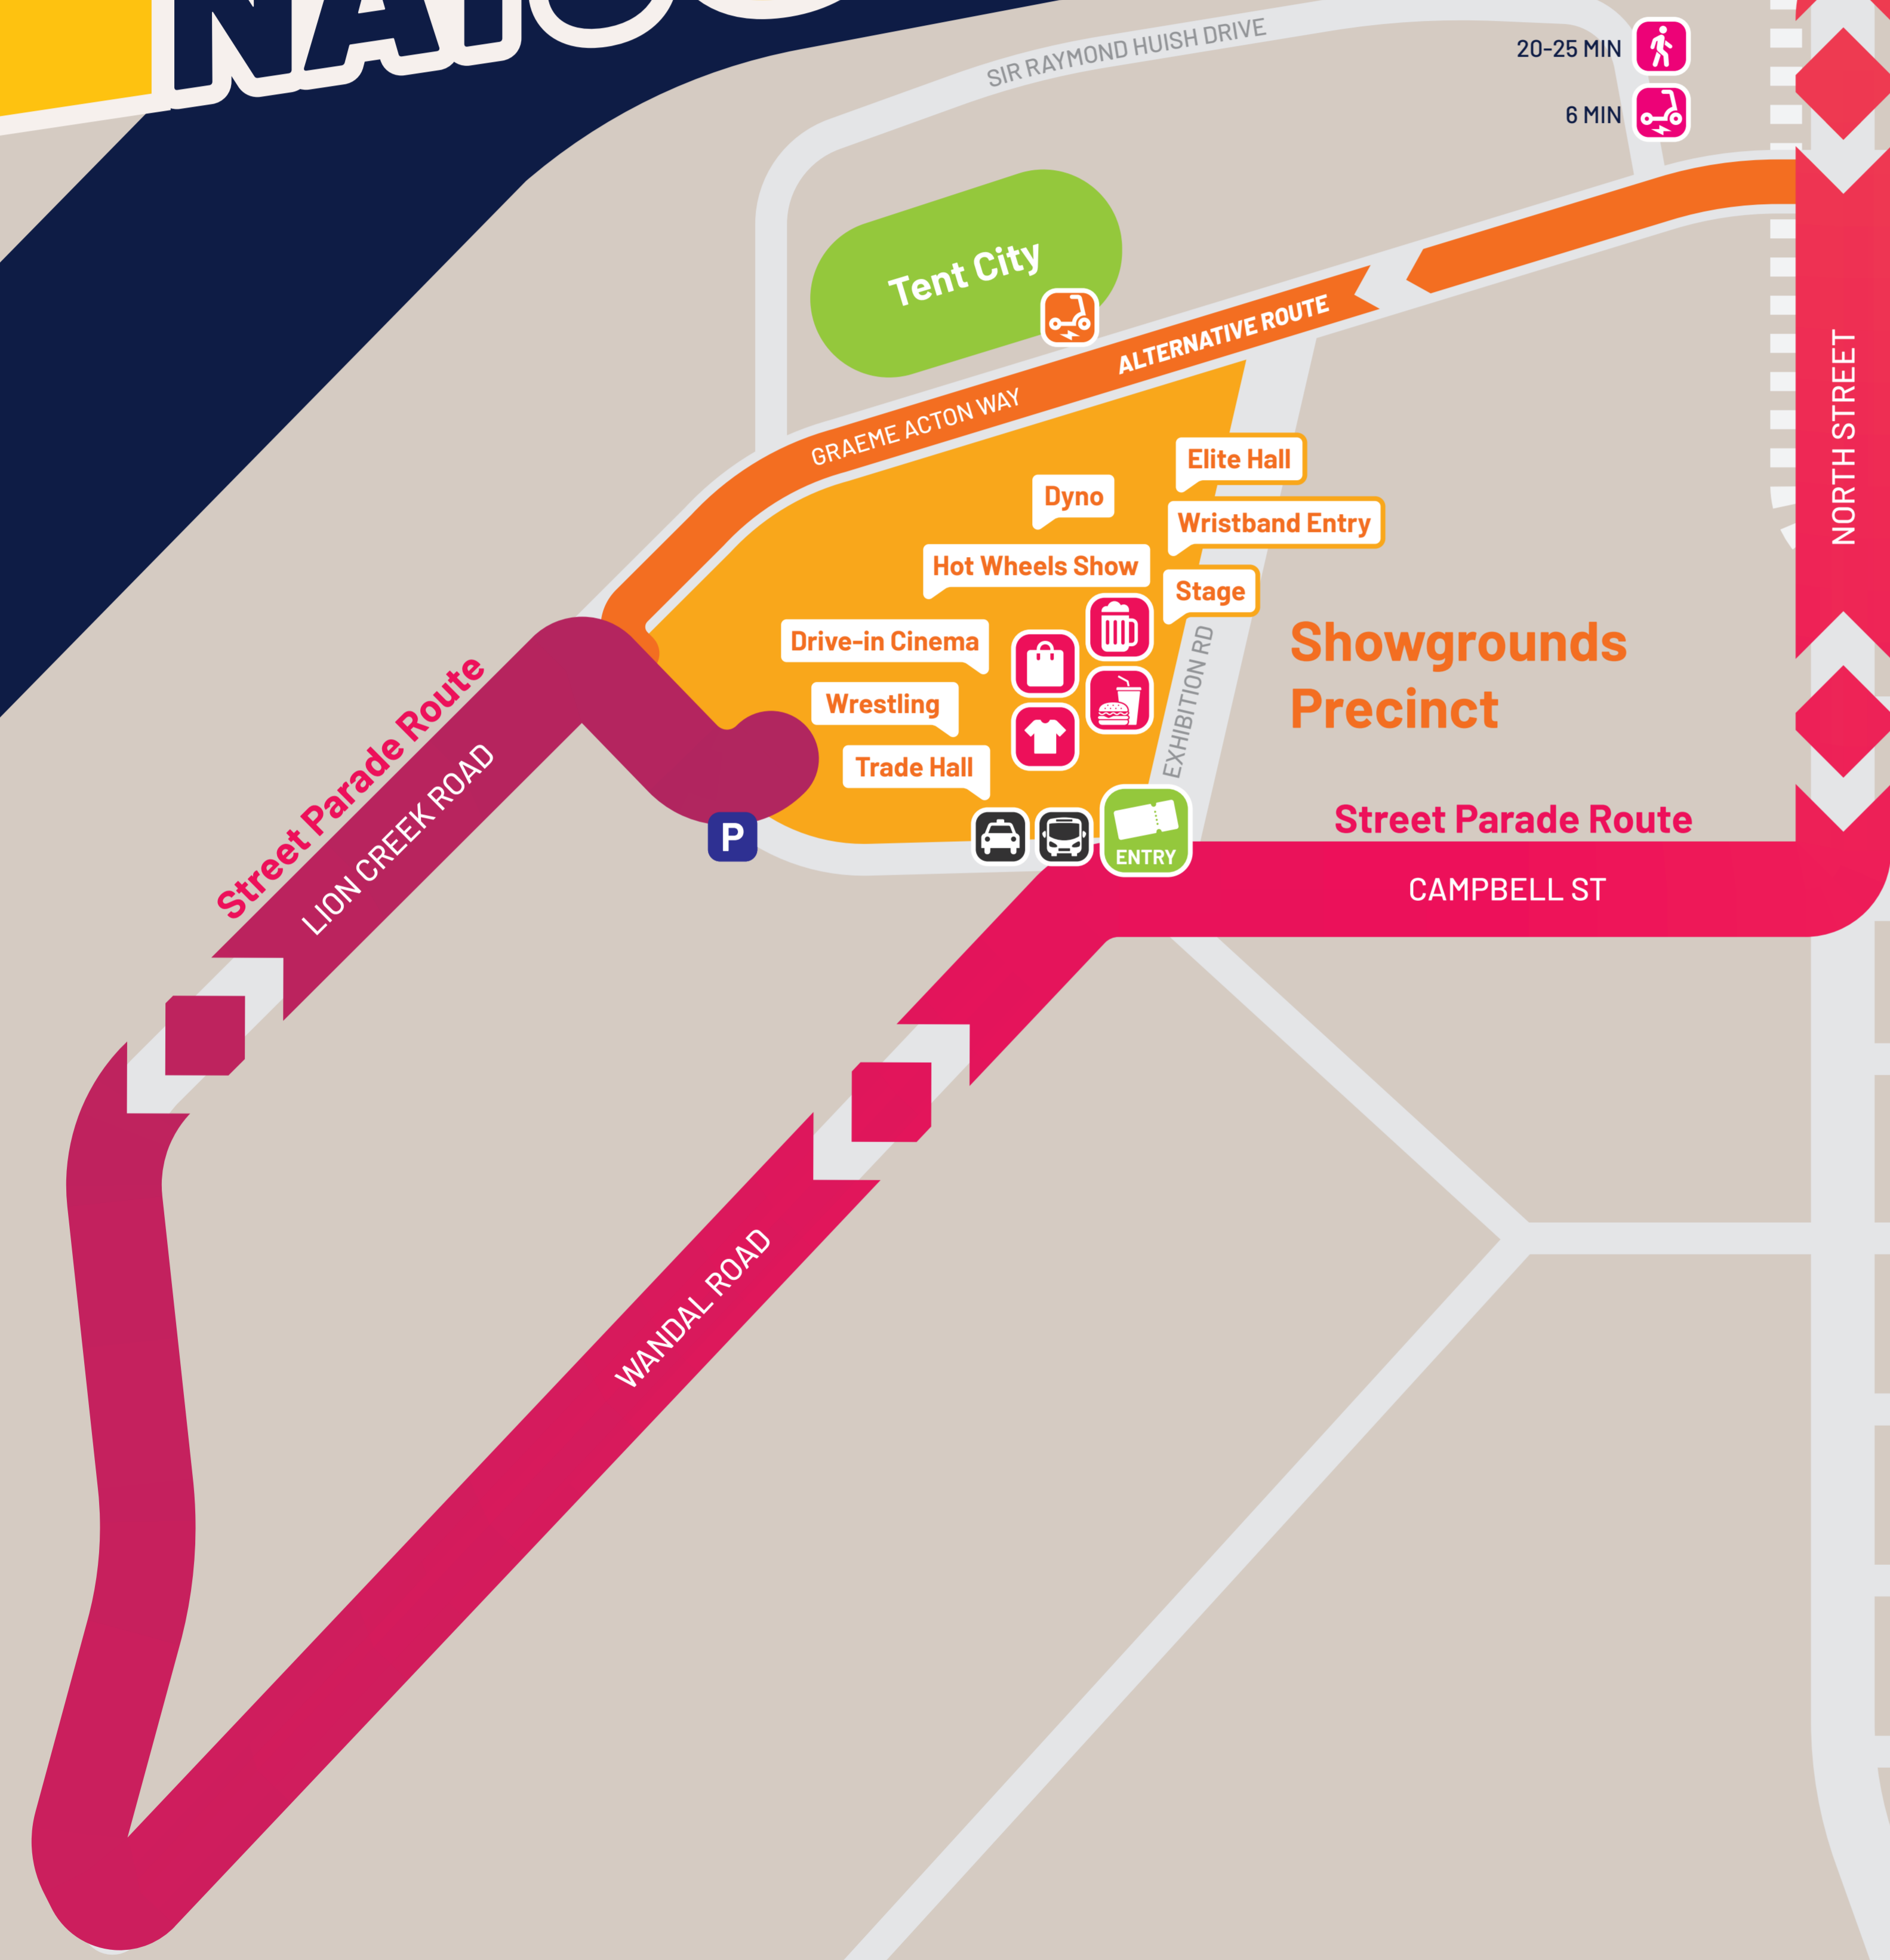 SIR RAYMOND HUISH DRIVE
20-25 MIN
6 MIN
Tent City
ALTERNATIVE ROUTE
GRAEME ACTON WAY
NORTH STREET
Elite Hall
Dyno
Wristband Entry
Hot Wheels Show
Stage
Drive-in Cinema
Wrestling
Trade Hall
EXHIBITION RD
Showgrounds
Precinct
Street Parade Route
LION CREEK ROAD
P
ENTRY
Street Parade Route
CAMPBELL ST
WANDAL ROAD